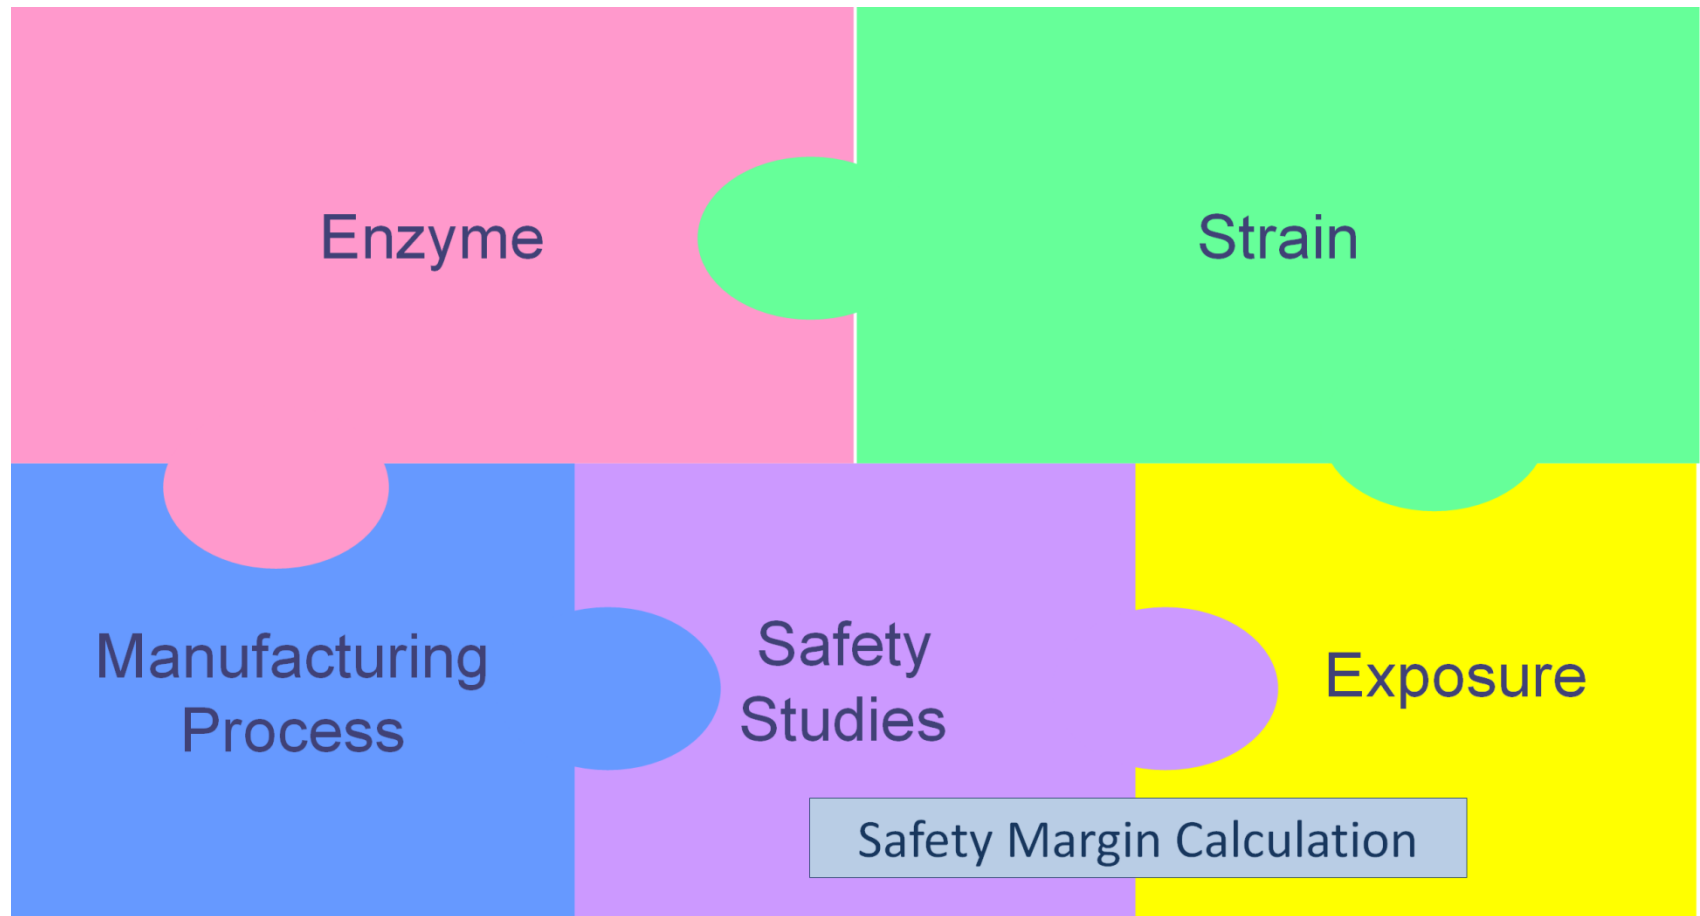 Enzyme
Strain
Manufacturing
Process
Safety
Studies
Exposure
Safety Margin Calculation